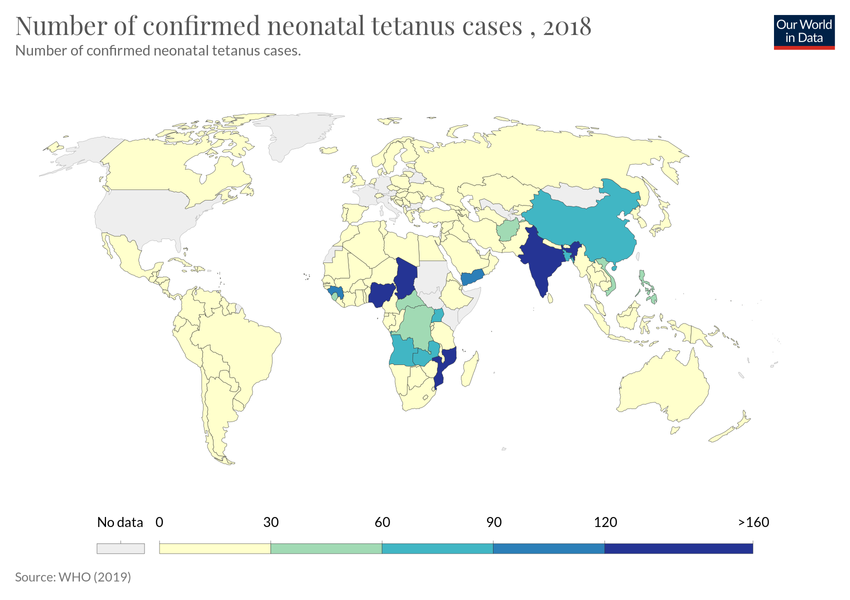 Number of confirmed neonatal tetanus cases , 2018
Number of confirmed neonatal tetanus cases.
Our World
in Data
No data 0 30 60 90 120 >160
Source: WHO (2019)